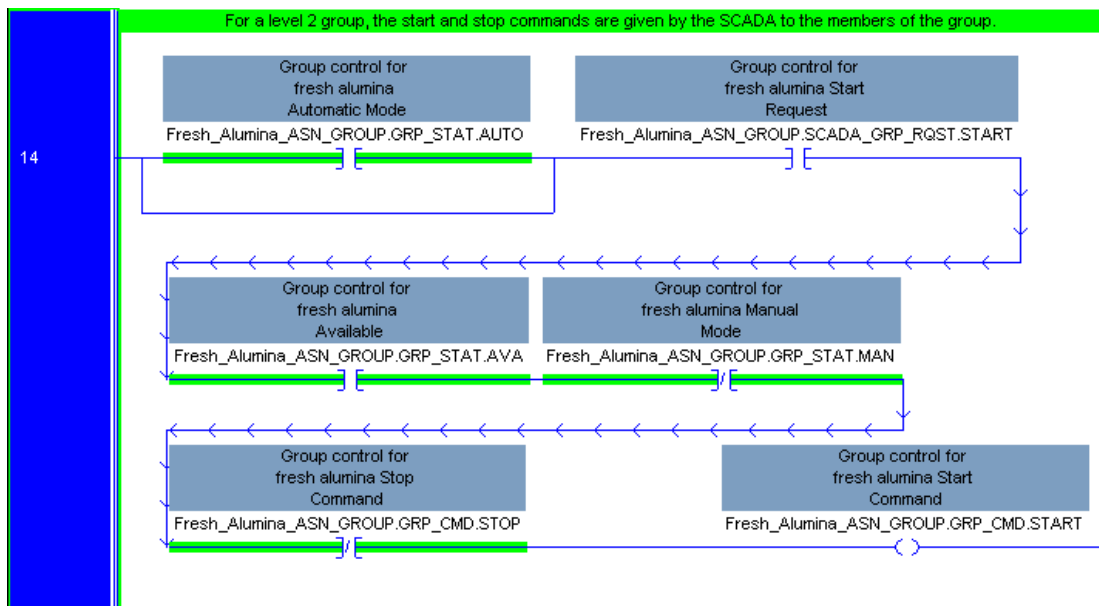 For a level 2 group, the start and stop commands are given by the SCADA to the members of the group.
Group control for
fresh alumina
Automatic Mode
Fresh_Alumina_ASN_GROUP.GRP_STAT.AUTO
Group control for
fresh alumina Start
Request
Fresh_Alumina_ASN_GROUP.SCADA_GRP_RQST.START
14
Group control for
fresh alumina
Available
Fresh_Alumina_ASN_GROUP.GRP_STAT.AVA
Group control for
fresh alumina Manual
Mode
Fresh_Alumina_ASN_GROUP.GRP_STAT.MAN
Group control for
fresh alumina Stop
Command
Fresh_Alumina_ASN_GROUP.GRP_CMD.STOP
Group control for
fresh alumina Start
Command
Fresh_Alumina_ASN_GROUP.GRP_CMD.START